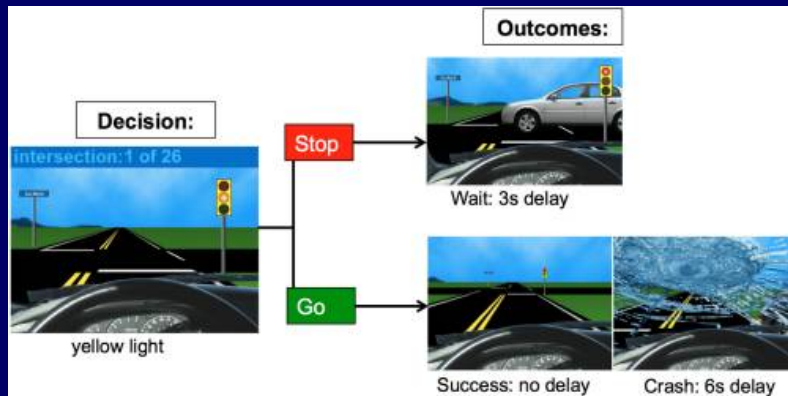 Outcomes:
Decision:
intersection:1 of 26
Stop
Wait: 3s delay
Go
yellow light
Success: no delay
Crash: 6s delay